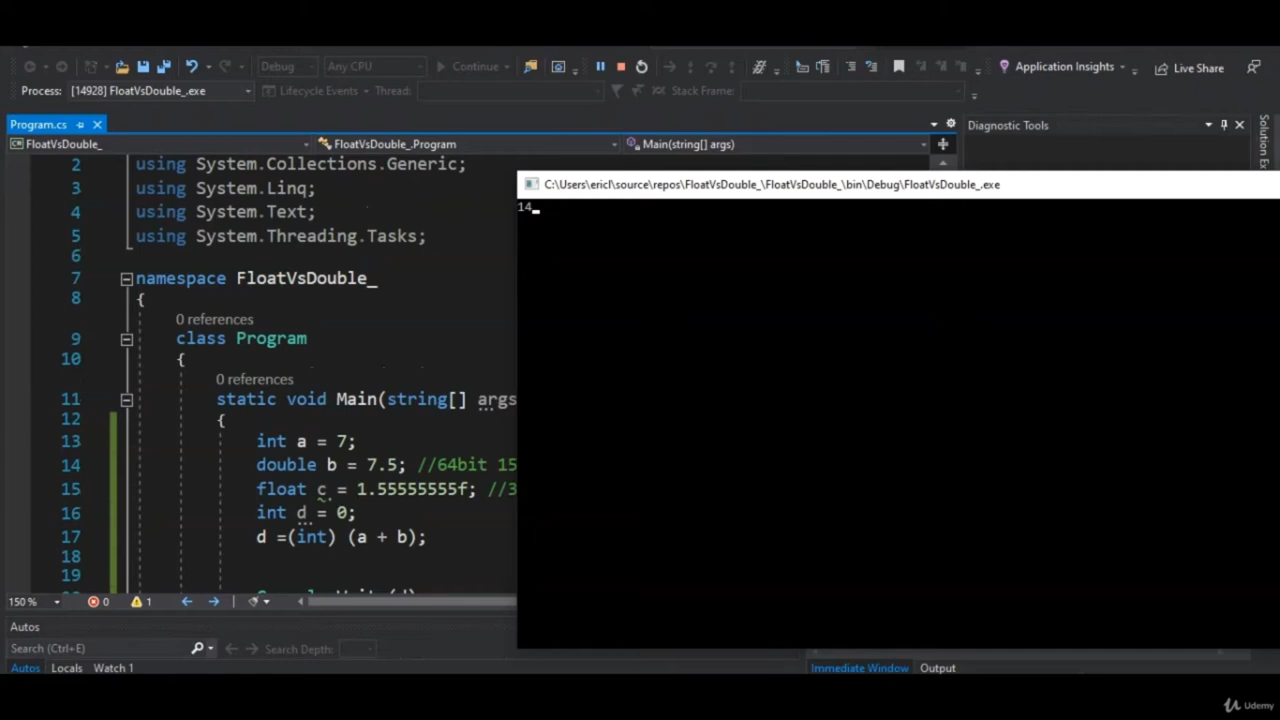 Debug
Any CPU
Continue
Application Insights
Live Share
Process:
[14928] FloatVsDouble_.exe
Lifecycle Events
Thread:
Stack Frame:
Program.cs
Diagnostic Tools
FloatVsDouble_
FloatVsDouble_.Program
Main(string[] args)
Solution Ex
2 using System.Collections.Generic;
3 using System.Linq;
4 using System.Text;
5 using System.Threading.Tasks;
6
7 namespace FloatVsDouble_
8 {
0 references
9 class Program
10 {
0 references
11 static void Main(string[] args
12 {
13 int a = 7;
14 double b = 7.5; //64bit 15
15 float c = 1.55555555f; //3
16 int d = 0;
17 d =(int) (a + b);
18
19
C:\Users\ericl\source\repos\FloatVsDouble_\FloatVsDouble_\bin\Debug\FloatVsDouble_.exe
14
150 %
0
1
Autos
Search (Ctrl+E)
Search Depth:
Autos
Locals
Watch 1
Immediate Window
Output
Udemy